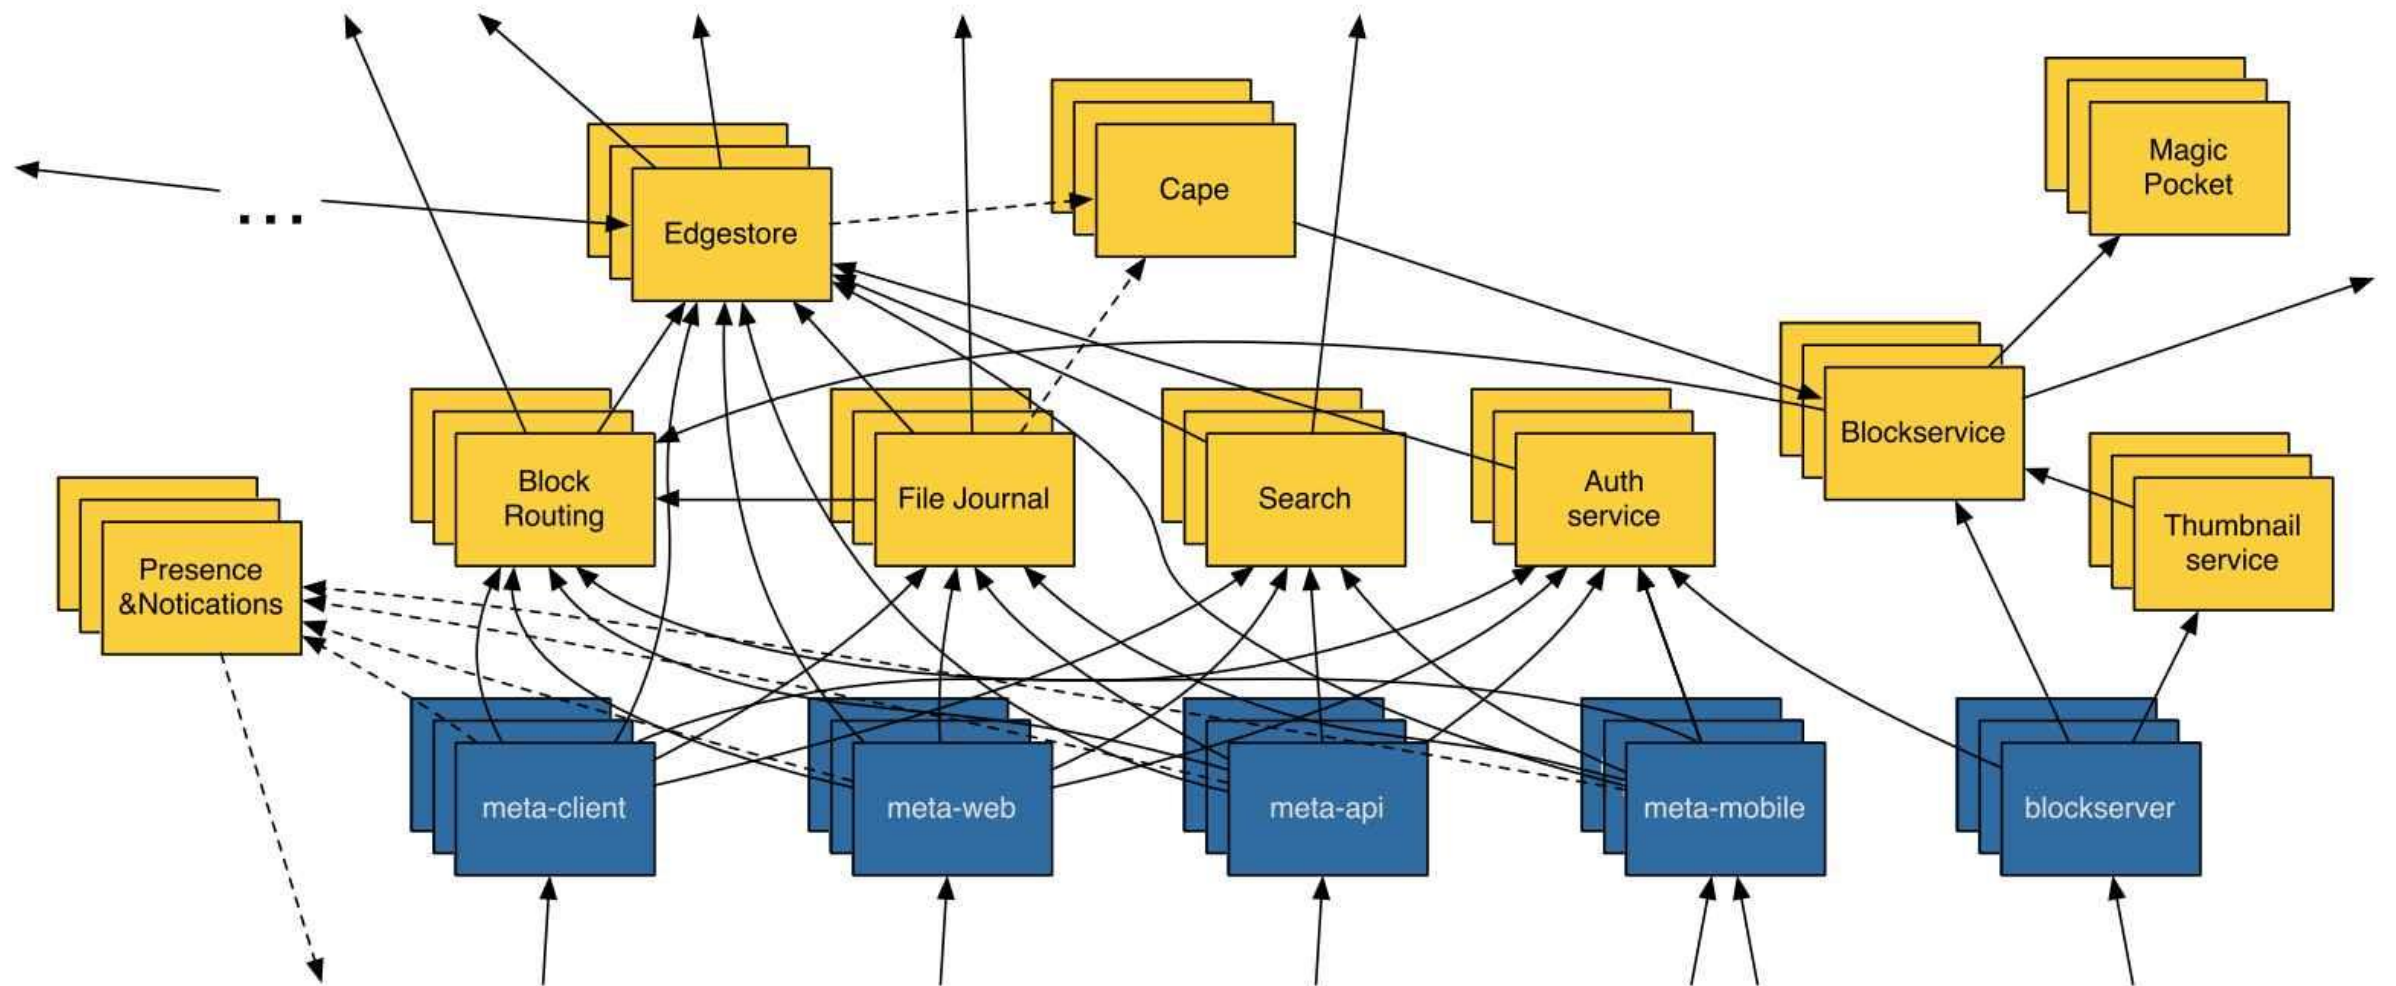 Magic
Pocket
Cape
...
Edgestore
Blockservice
Block
Routing
File Journal
Search
Auth
service
Thumbnail
service
Presence
&Notications
meta-client
meta-web
meta-api
meta-mobile
blockserver